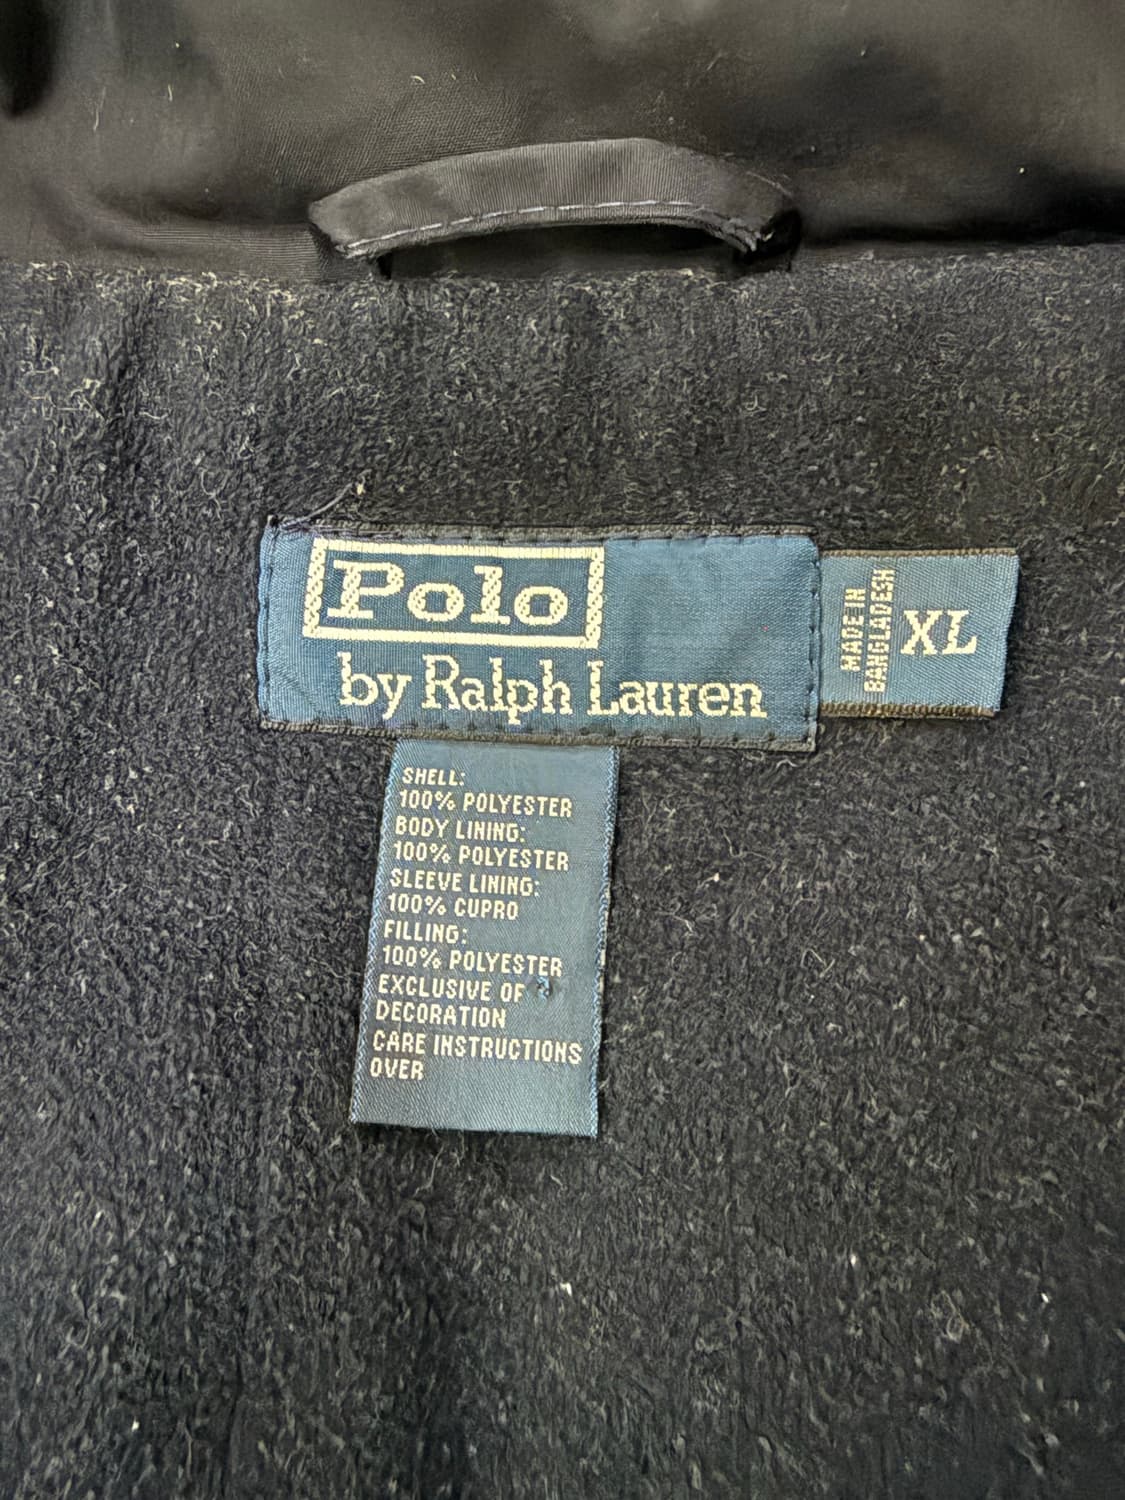 Polo
by Ralph Lauren
MADE IN
BANGLADESH
XL
SHELL:
100% POLYESTER
BODY LINING:
100% POLYESTER
SLEEVE LINING:
100% CUPRO
FILLING:
100% POLYESTER
EXCLUSIVE OF
DECORATION
CARE INSTRUCTIONS
OVER